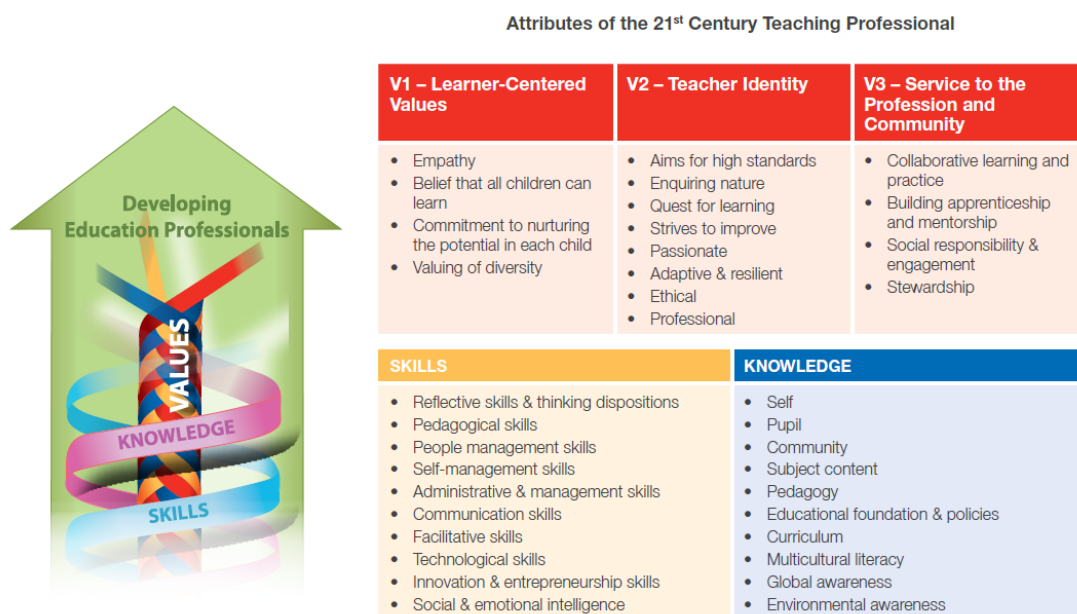 Attributes of the 21st Century Teaching Professional
Developing
Education Professionals
VALUES
KNOWLEDGE
SKILLS
V1 – Learner-Centered
Values
• Empathy
• Belief that all children can
learn
• Commitment to nurturing
the potential in each child
• Valuing of diversity
V2 – Teacher Identity
• Aims for high standards
• Enquiring nature
• Quest for learning
• Strives to improve
• Passionate
• Adaptive & resilient
• Ethical
• Professional
V3 – Service to the
Profession and
Community
• Collaborative learning and
practice
• Building apprenticeship
and mentorship
• Social responsibility &
engagement
• Stewardship
SKILLS
• Reflective skills & thinking dispositions
• Pedagogical skills
• People management skills
• Self-management skills
• Administrative & management skills
• Communication skills
• Facilitative skills
• Technological skills
• Innovation & entrepreneurship skills
• Social & emotional intelligence
KNOWLEDGE
• Self
• Pupil
• Community
• Subject content
• Pedagogy
• Educational foundation & policies
• Curriculum
• Multicultural literacy
• Global awareness
• Environmental awareness